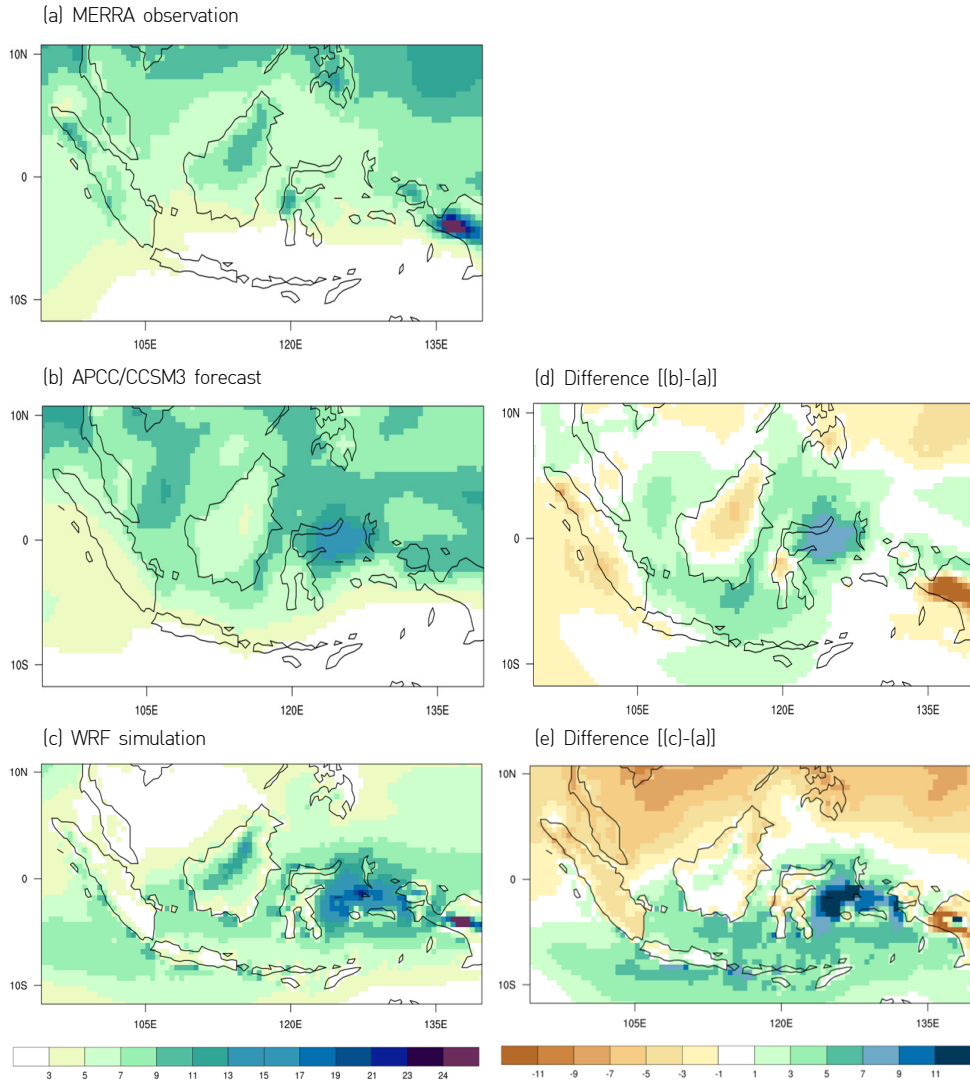 (a) MERRA observation
10N
0
10S
105E 120E 135E
(b) APCC/CCSM3 forecast
(d) Difference [(b)-(a)]
10N
0
10S
105E 120E 135E
10N
0
10S
105E 120E 135E
(c) WRF simulation
(e) Difference [(c)-(a)]
10N
0
10S
105E 120E 135E
10N
0
10S
105E 120E 135E
3 5 7 9 11 13 15 17 19 21 23 24
-11 -9 -7 -5 -3 -1 1 3 5 7 9 11